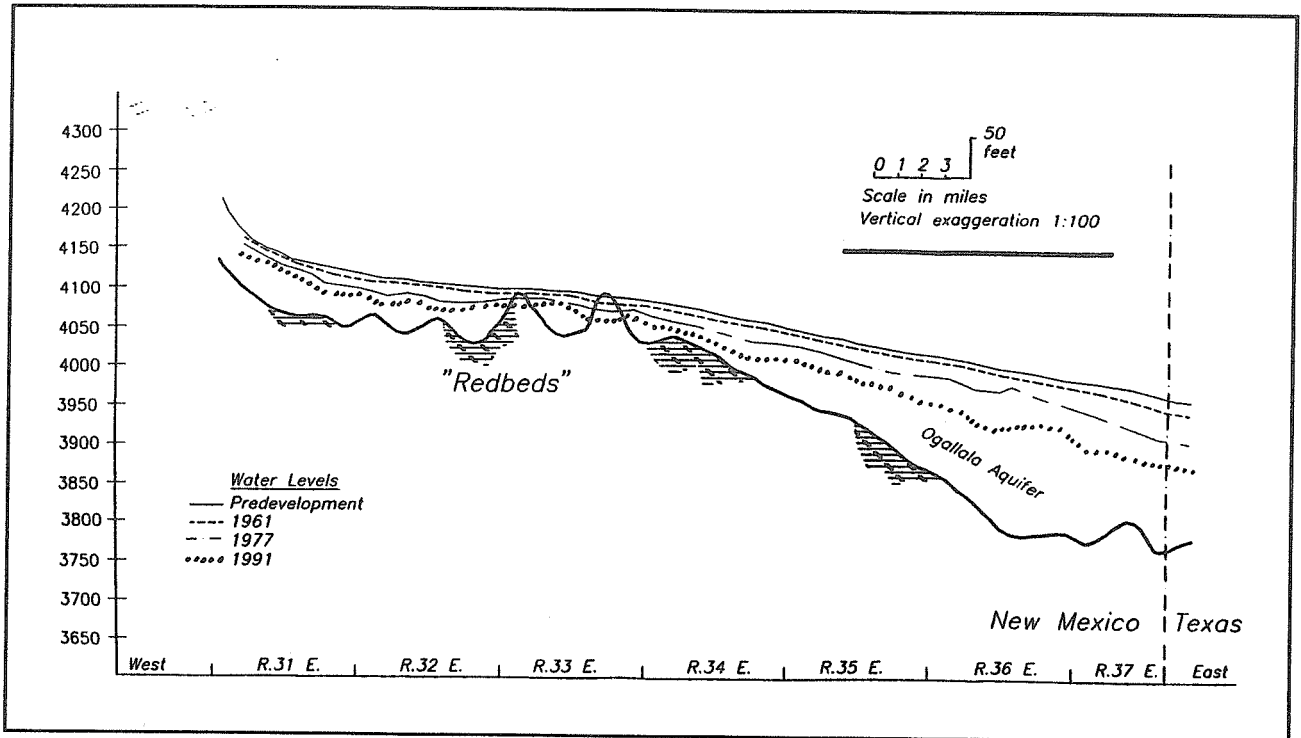 4300
4250
4200
4150
4100
4050
4000
3950
3900
3850
3800
3750
3700
3650
50
feet
0 1 2 3
Scale in miles
Vertical exaggeration 1:100
"Redbeds"
Ogallala Aquifer
Water Levels
Predevelopment
1961
1977
1991
New Mexico Texas
West R.31 E. R.32 E. R.33 E. R.34 E. R.35 E. R.36 E. R.37 E. East